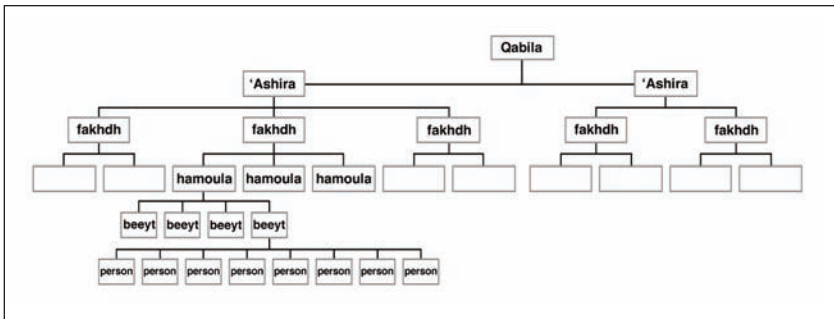 Qabila
‘Ashira ‘Ashira
fakhdh fakhdh fakhdh fakhdh fakhdh
hamoula hamoula hamoula
beeyt beeyt beeyt beeyt
person person person person person person person person